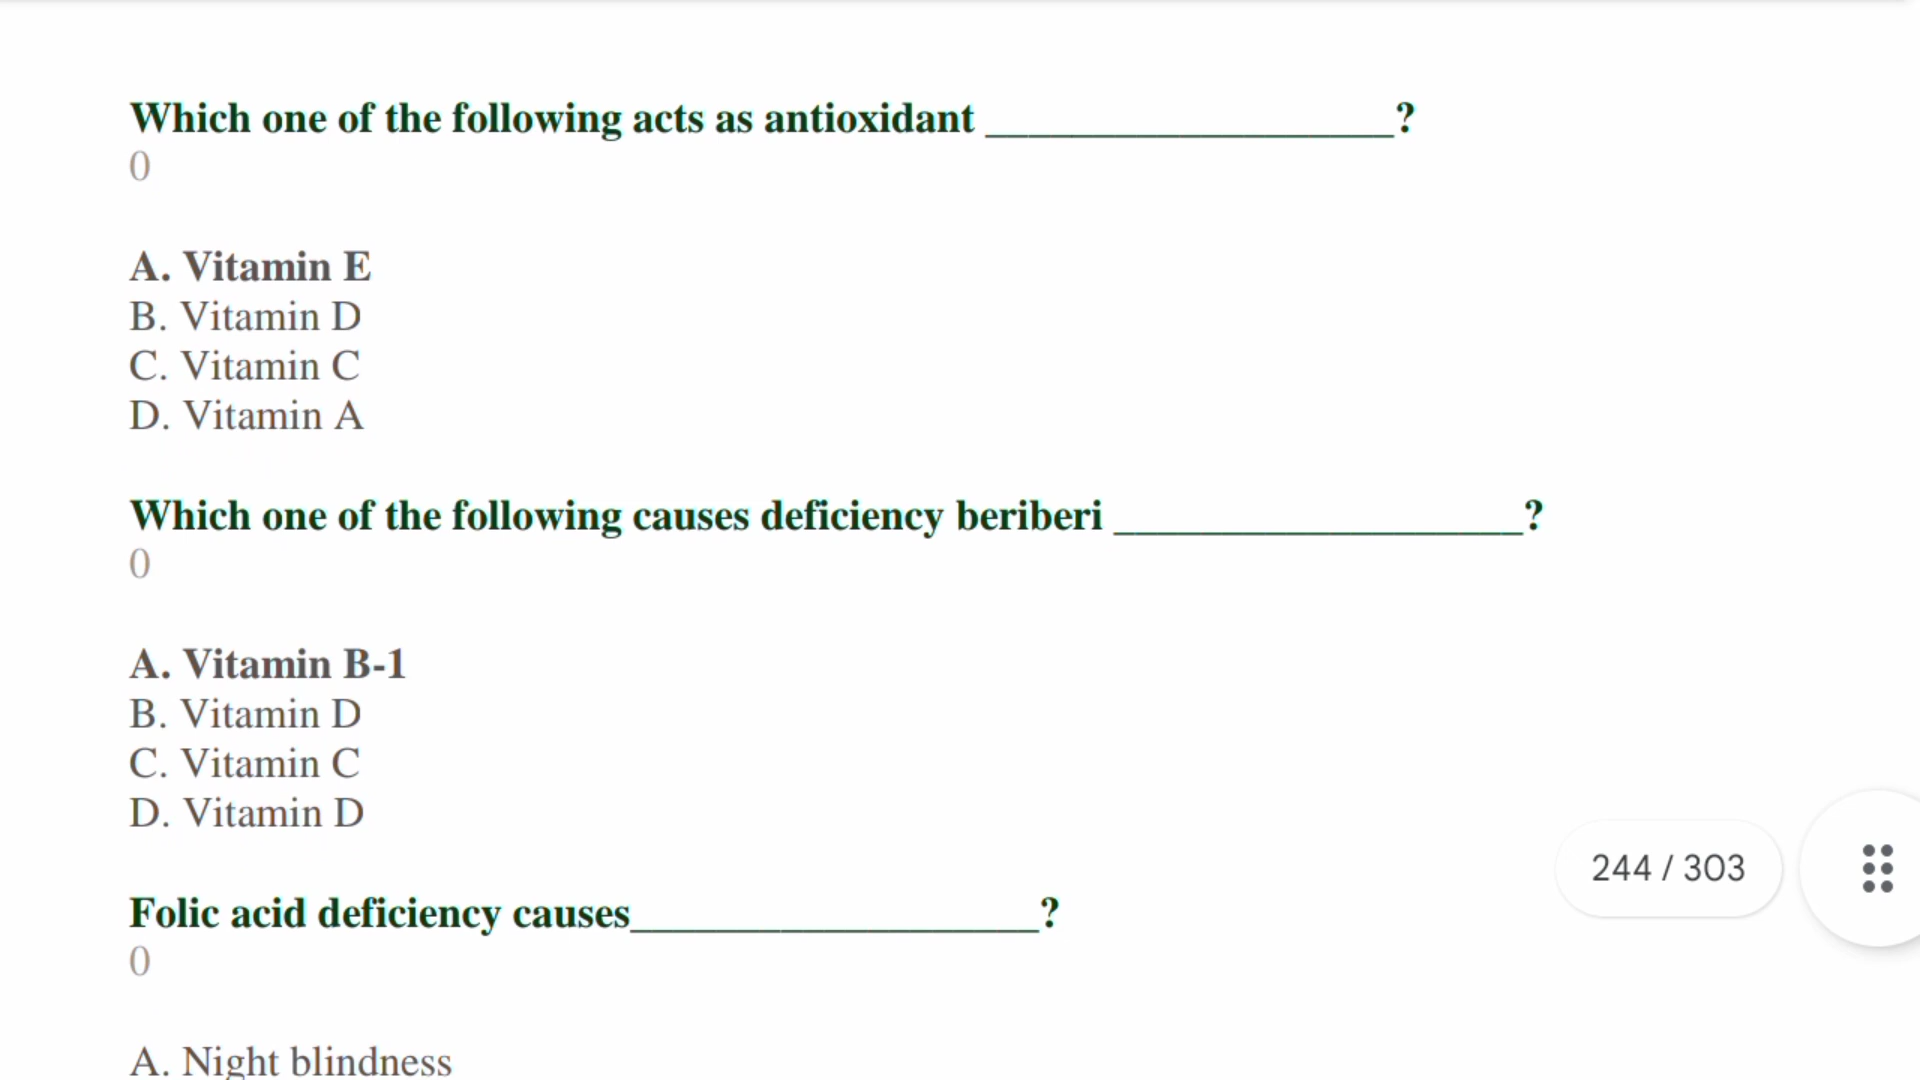 Which one of the following acts as antioxidant ___________________?
0
A. Vitamin E
B. Vitamin D
C. Vitamin C
D. Vitamin A
Which one of the following causes deficiency beriberi ___________________?
0
A. Vitamin B-1
B. Vitamin D
C. Vitamin C
D. Vitamin D
244 / 303
Folic acid deficiency causes___________________?
0
A. Night blindness